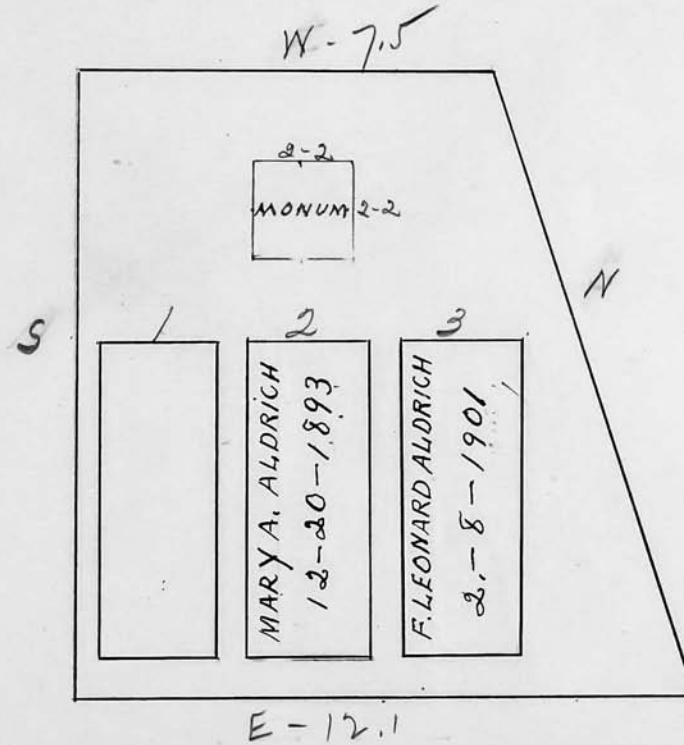 W - 7.5
2-2
MONUM 2-2
S
N
1 2 3
MARY A. ALDRICH
12-20-1893
F. LEONARD ALDRICH
2.-8-1901
E - 12.1